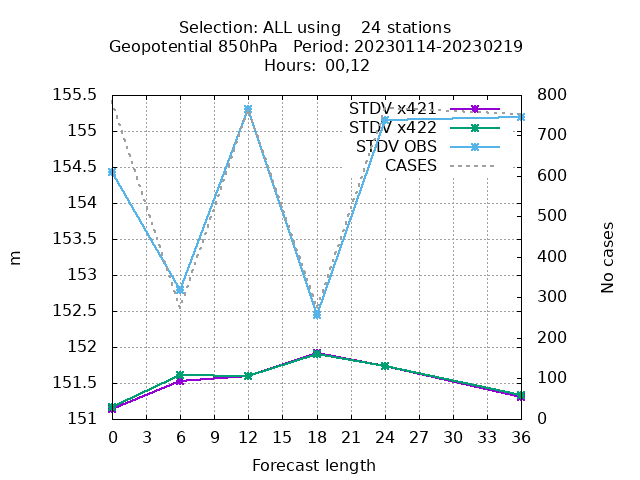 Selection: ALL using    24 stations
Geopotential 850hPa   Period: 20230114-20230219
Hours: 00,12
STDV x421
STDV x422
STDV OBS
CASES
155.5
155
154.5
154
153.5
153
152.5
152
151.5
151
800
700
600
500
400
300
200
100
0
m
No cases
0 3 6 9 12 15 18 21 24 27 30 33 36
Forecast length